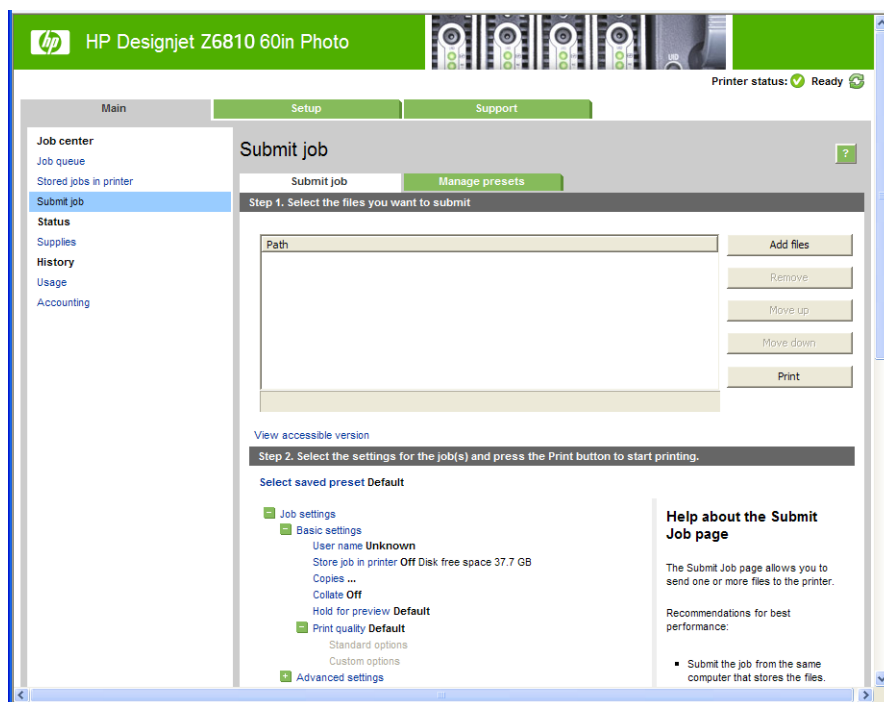 hp HP Designjet Z6810 60in Photo
UID
Printer status: Ready
Main Setup Support
Job center
Job queue
Stored jobs in printer
Submit job
Status
Supplies
History
Usage
Accounting
Submit job
?
Submit job Manage presets
Step 1. Select the files you want to submit
Path
Add files
Remove
Move up
Move down
Print
View accessible version
Step 2. Select the settings for the job(s) and press the Print button to start printing.
Select saved preset Default
Job settings
Basic settings
User name Unknown
Store job in printer Off Disk free space 37.7 GB
Copies ...
Collate Off
Hold for preview Default
Print quality Default
Standard options
Custom options
Advanced settings
Help about the Submit
Job page
The Submit Job page allows you to
send one or more files to the printer.
Recommendations for best
performance:
Submit the job from the same
computer that stores the files.